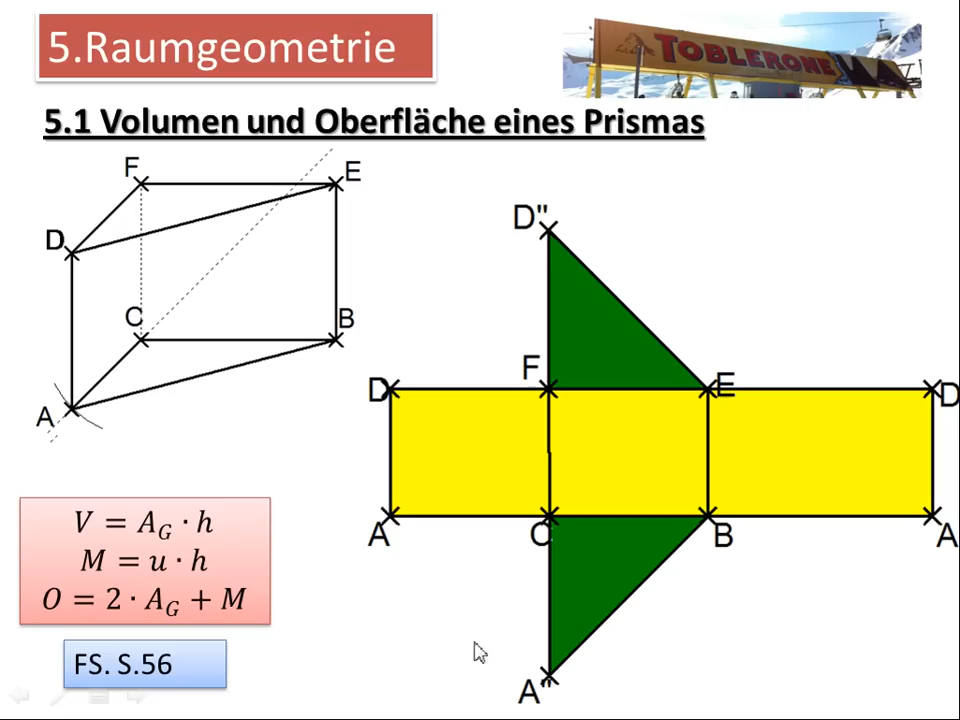 5.Raumgeometrie
TOBLERONE
5.1 Volumen und Oberfläche eines Prismas
F
E
D
C
B
A
D"
F
D
E
D
A
C
B
A
A"
V = A_G · h
M = u · h
O = 2 · A_G + M
FS. S.56